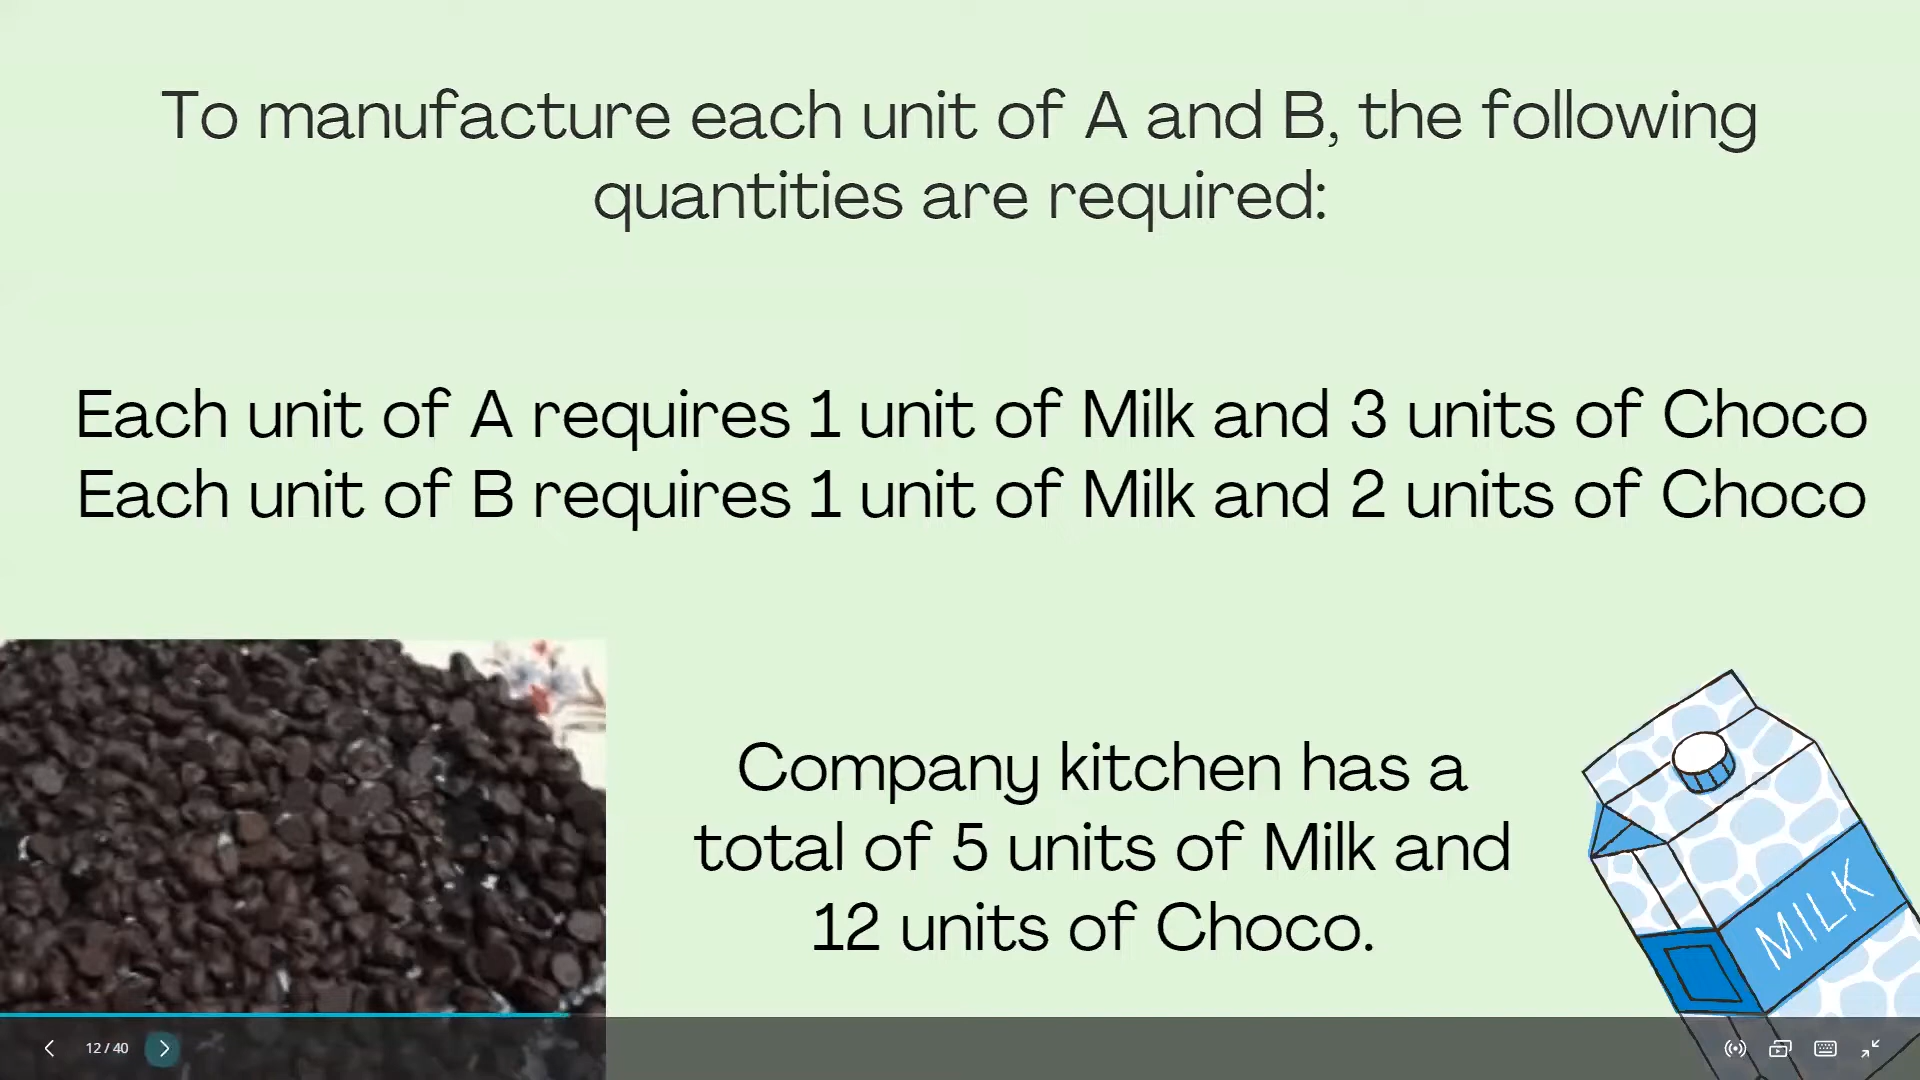 To manufacture each unit of A and B, the following
quantities are required:
Each unit of A requires 1 unit of Milk and 3 units of Choco
Each unit of B requires 1 unit of Milk and 2 units of Choco
Company kitchen has a
total of 5 units of Milk and
12 units of Choco.
MILK
12 / 40